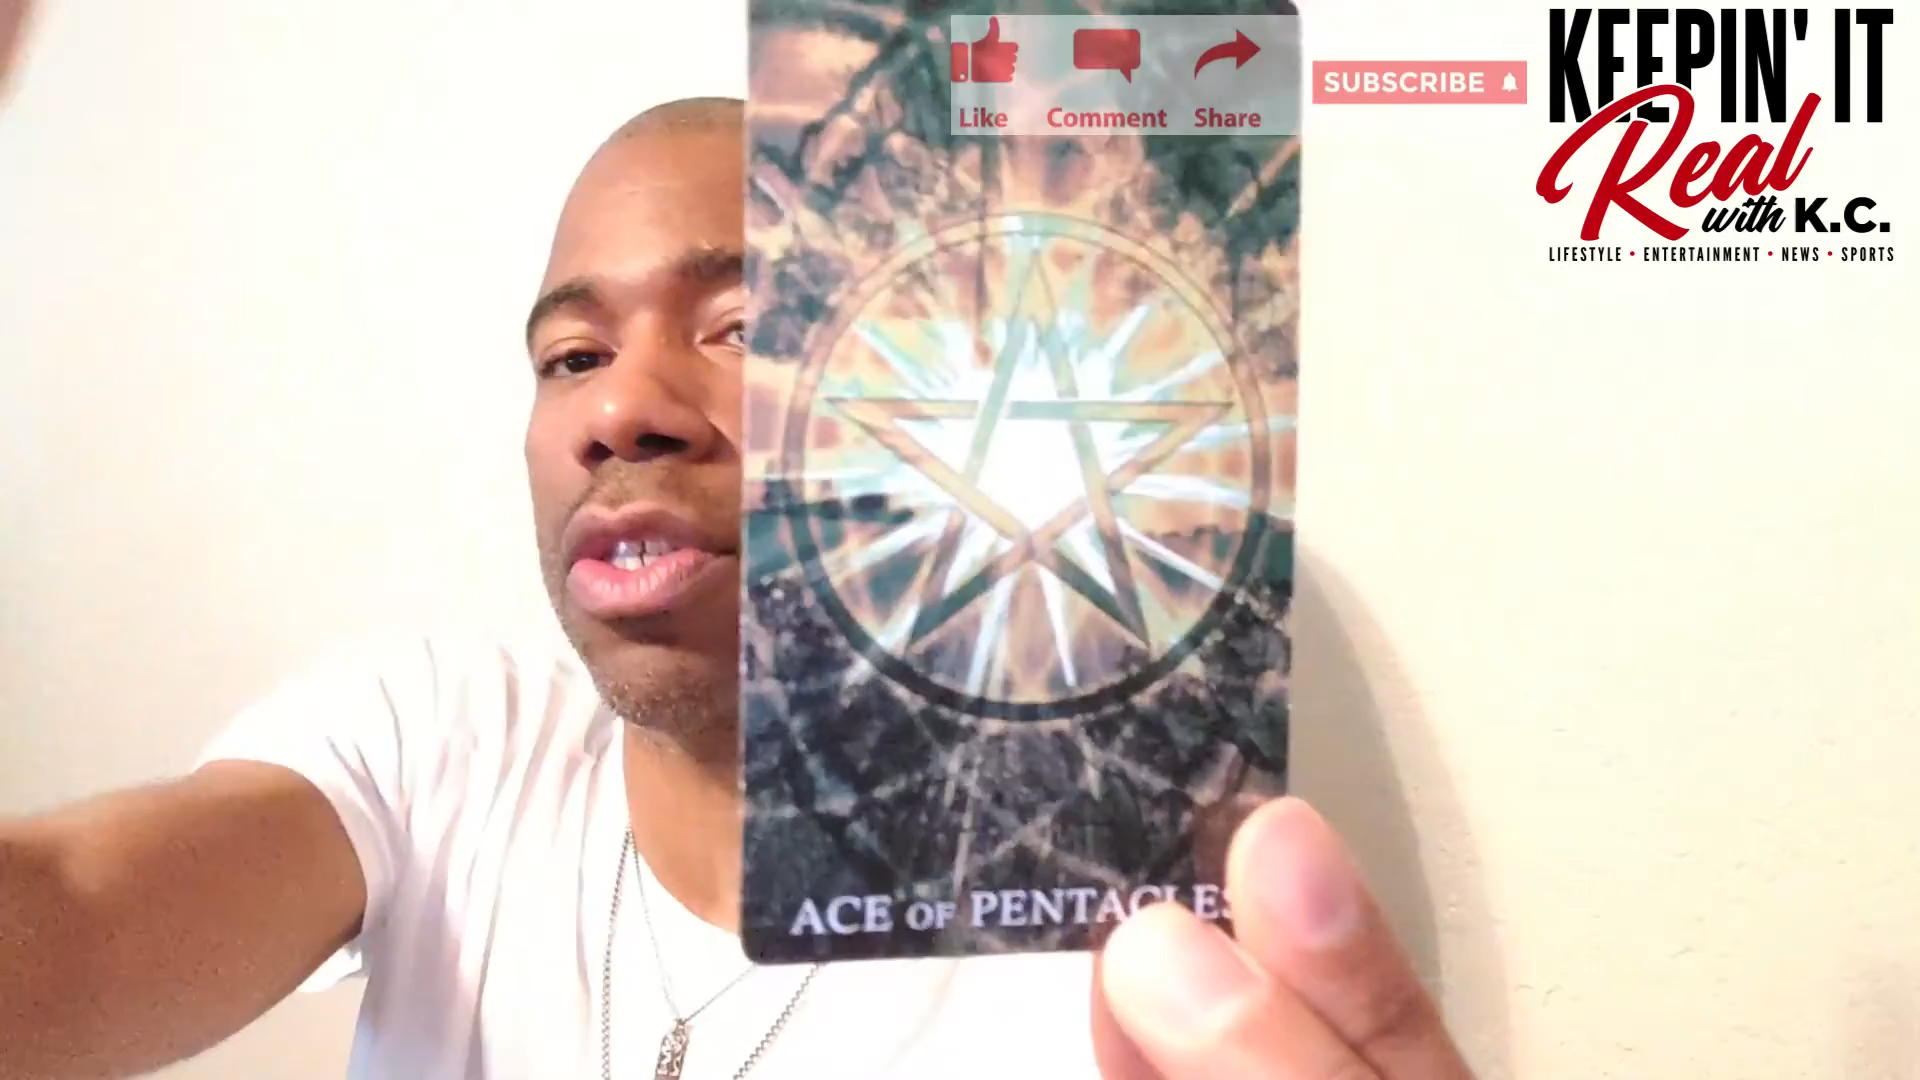 Like Comment Share
SUBSCRIBE
KEEPIN' IT
Real
with K.C.
LIFESTYLE • ENTERTAINMENT • NEWS • SPORTS
ACE OF PENTACLES